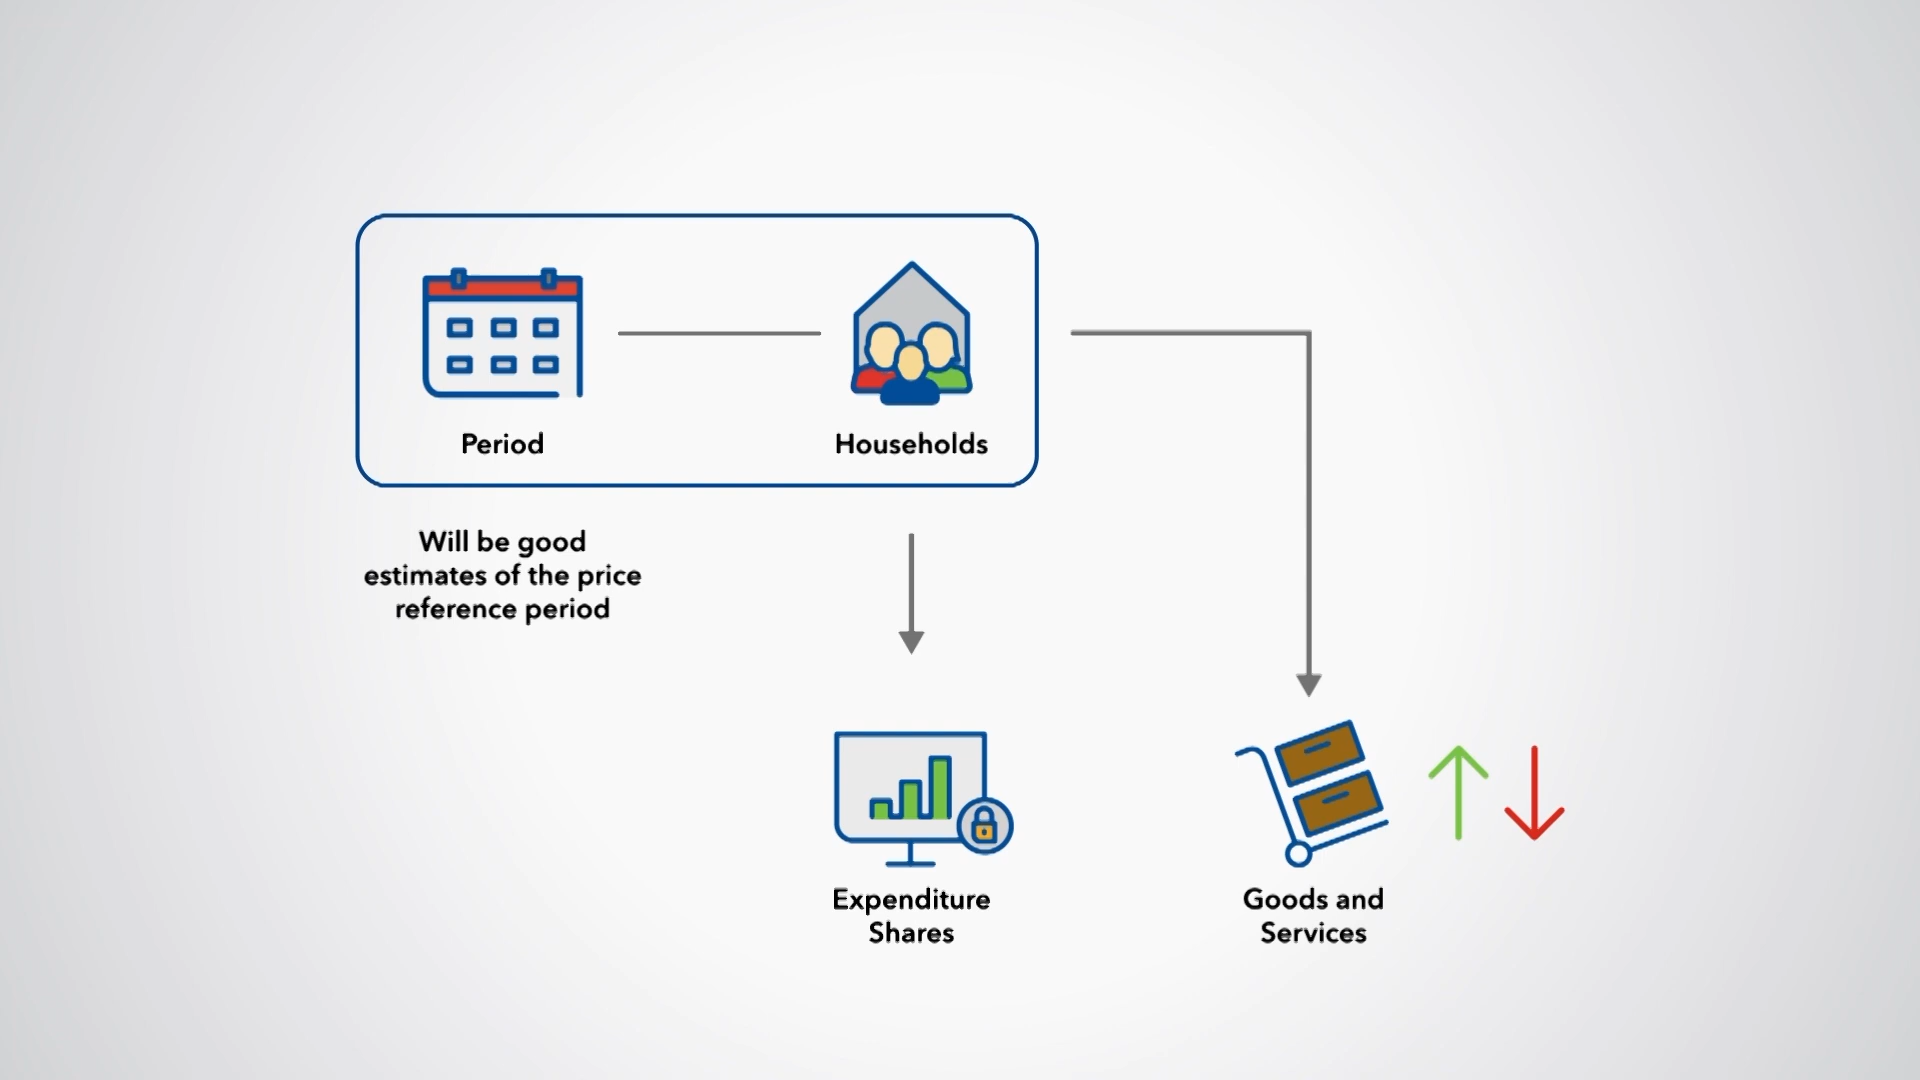 Period
Households
Will be good
estimates of the price
reference period
Expenditure
Shares
Goods and
Services